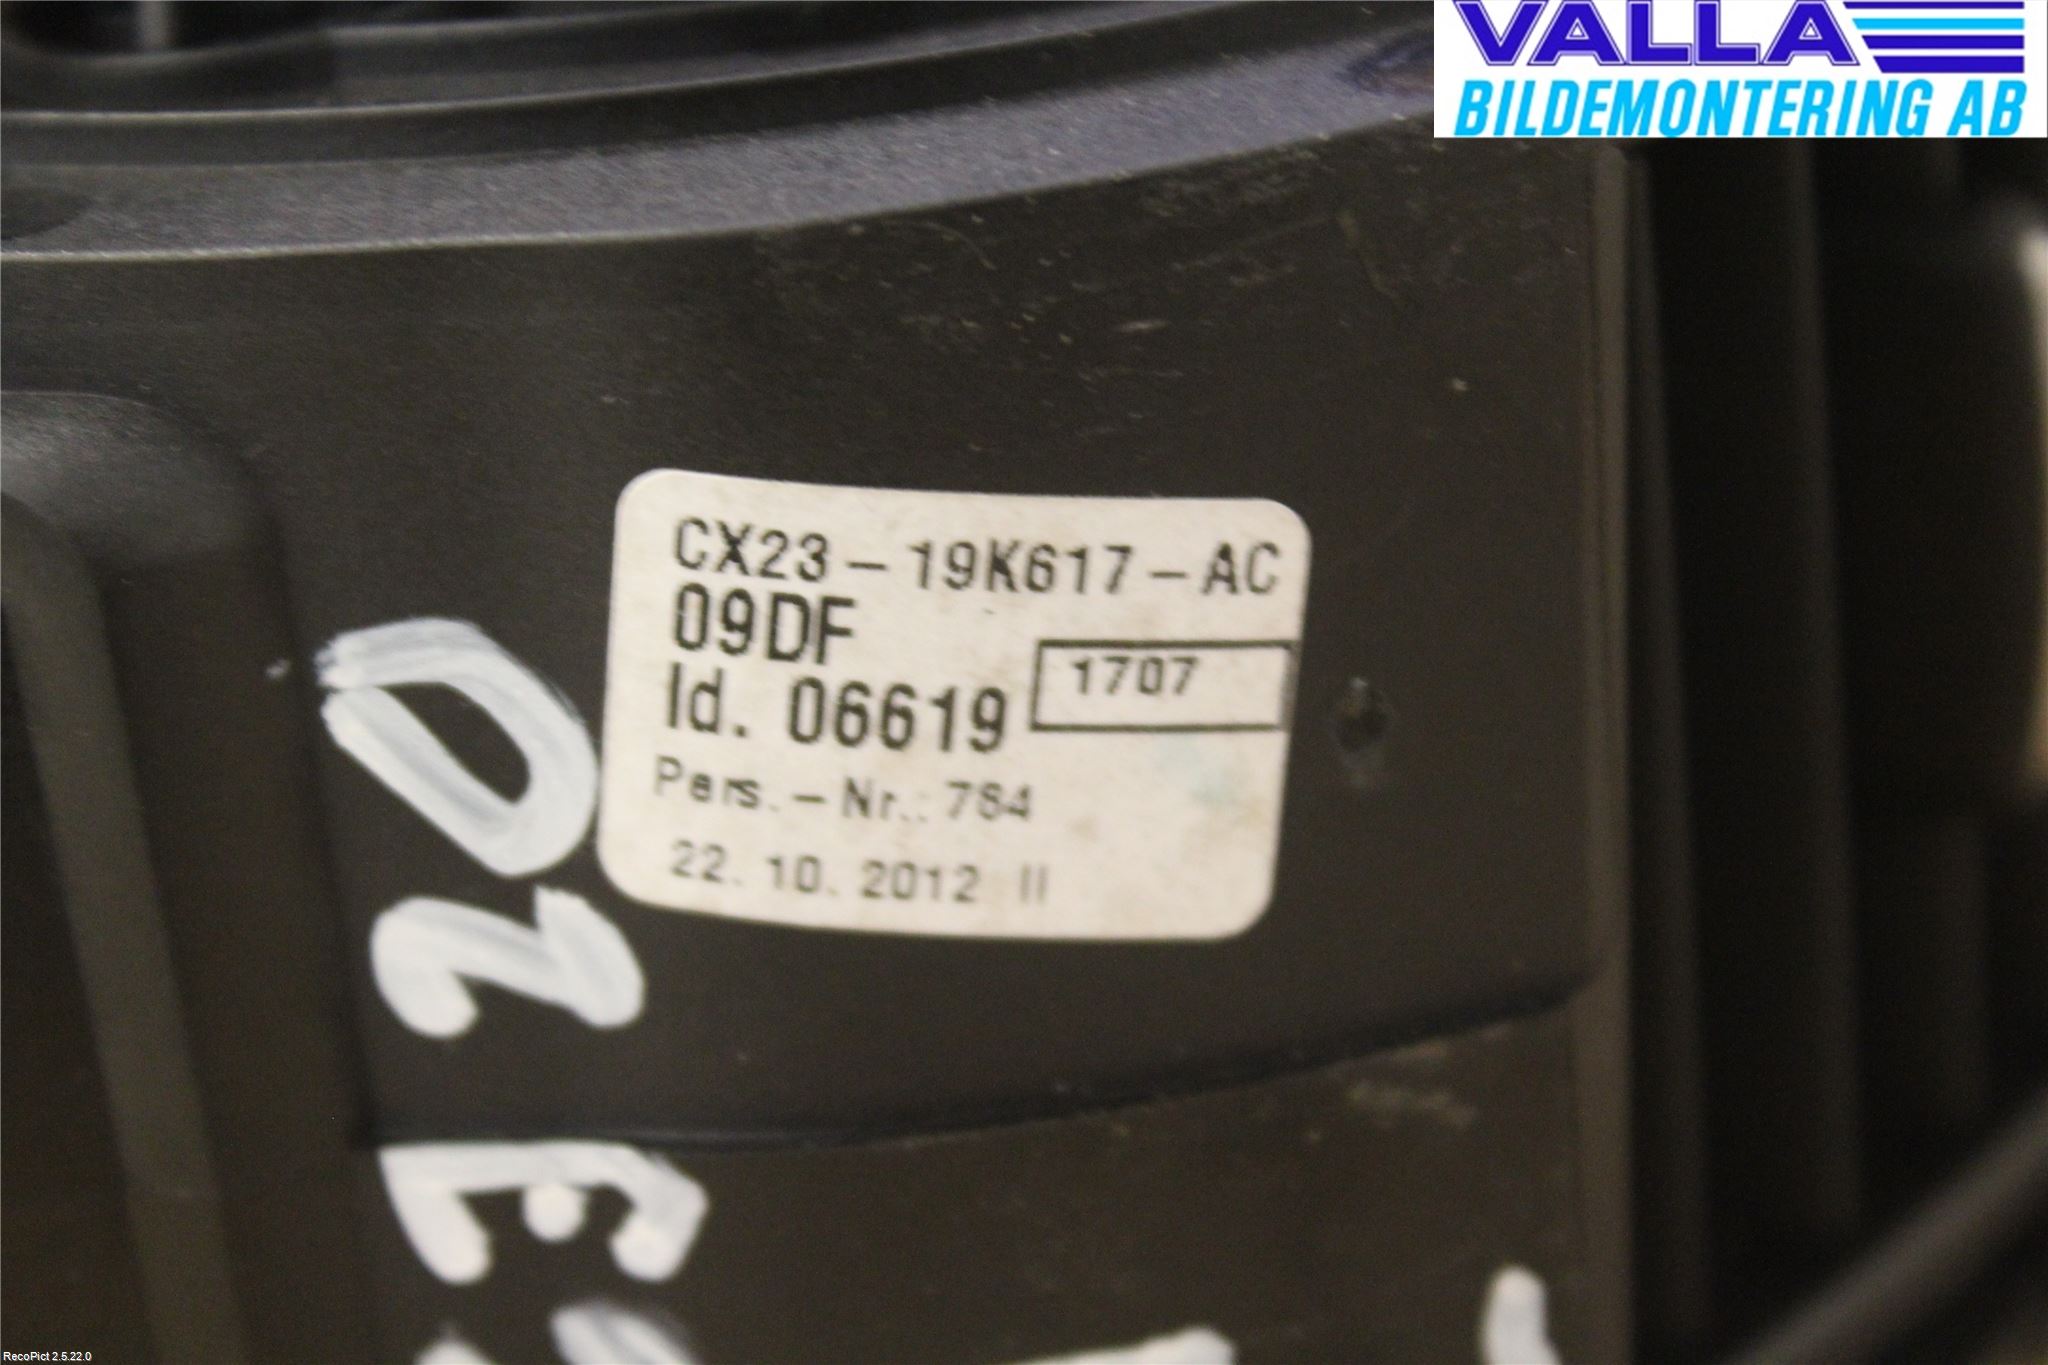 VALLA
BILDEMONTERING AB
CX23-19K617-AC
09DF
1707
Id. 06619
Pers.-Nr.: 764
22.10.2012 II
RecoPict 2.5.22.0